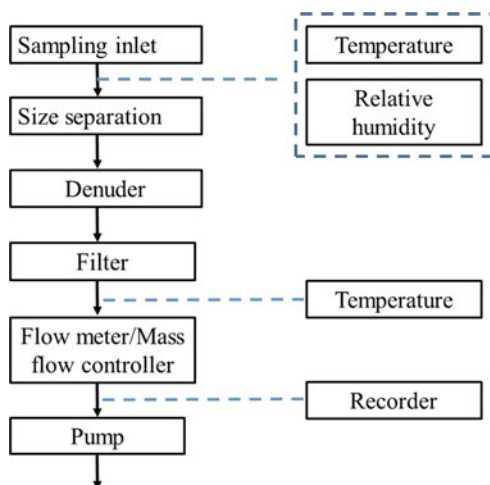 Sampling inlet
Temperature
Relative
humidity
Size separation
Denuder
Filter
Temperature
Flow meter/Mass
flow controller
Recorder
Pump